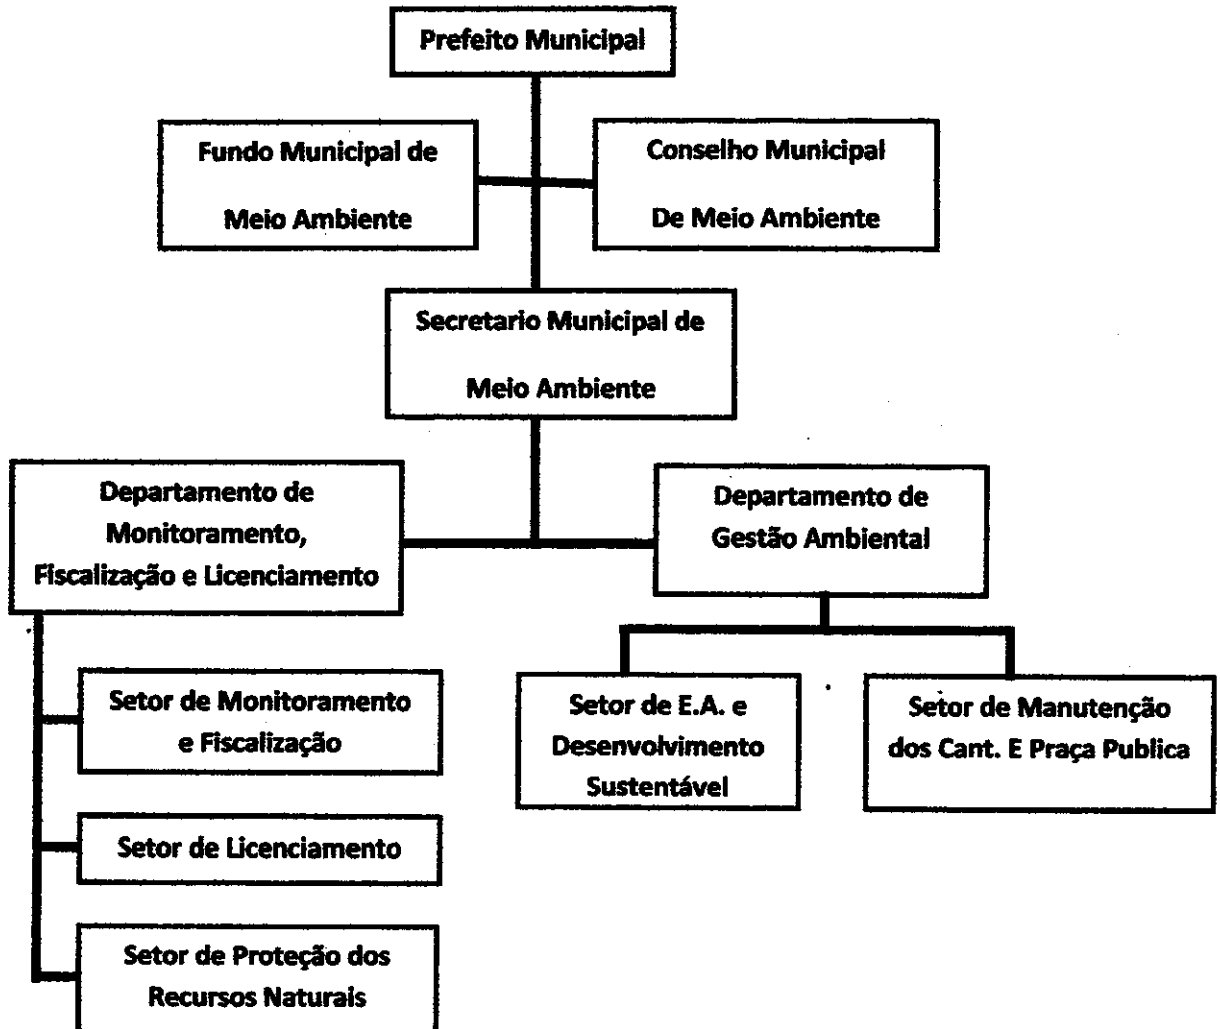 Prefeito Municipal
Fundo Municipal de
Meio Ambiente
Conselho Municipal
De Meio Ambiente
Secretario Municipal de
Meio Ambiente
Departamento de
Monitoramento,
Fiscalização e Licenciamento
Departamento de
Gestão Ambiental
Setor de Monitoramento
e Fiscalização
Setor de Licenciamento
Setor de Proteção dos
Recursos Naturais
Setor de E.A. e
Desenvolvimento
Sustentável
Setor de Manutenção
dos Cant. E Praça Publica